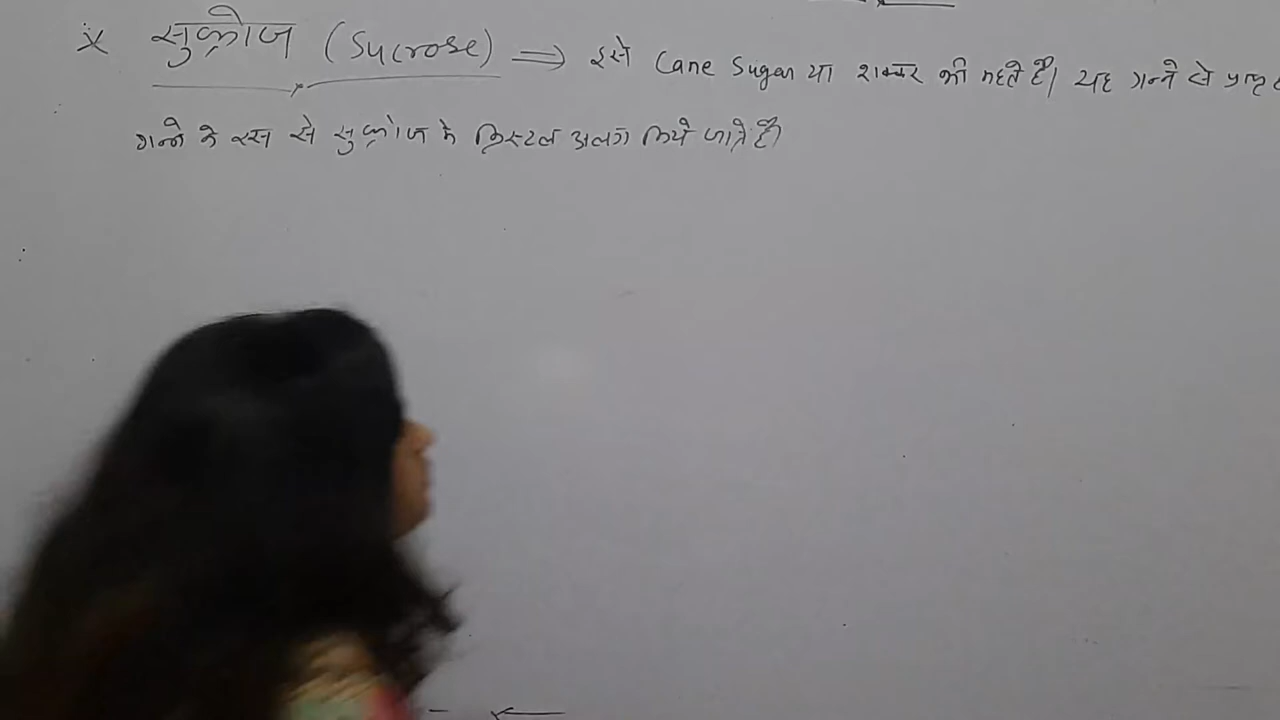 * सुक्रोज (Sucrose) ⇒ इसे Cane Sugar या शक्कर भी कहते हैं। यह गन्ने से
गन्ने के रस से सुक्रोज के क्रिस्टल अलग किये जाते हैं